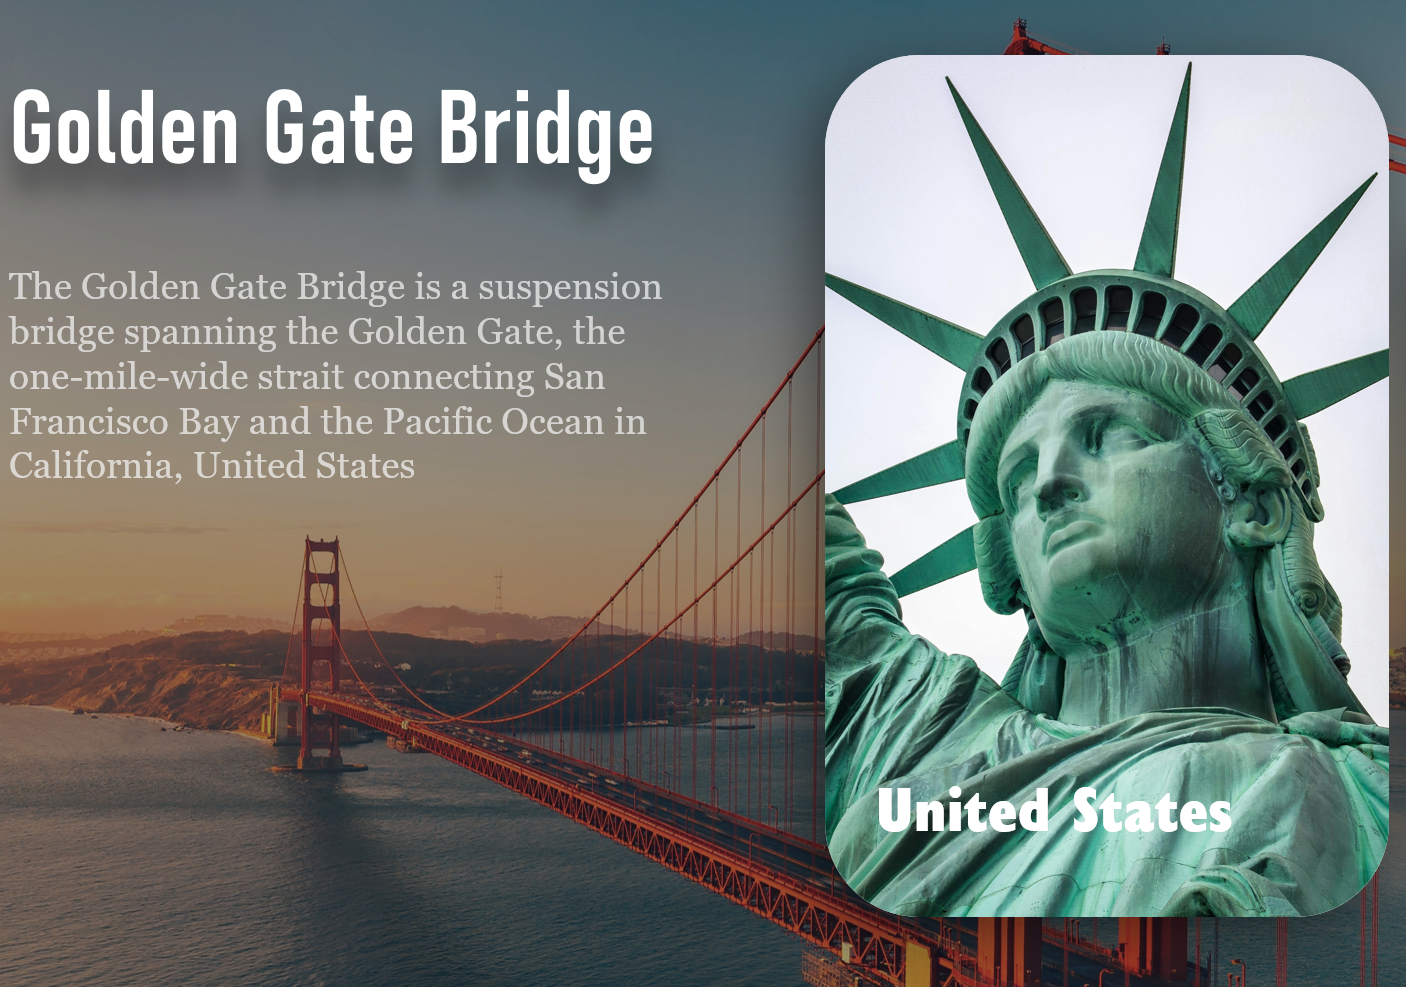 Golden Gate Bridge
The Golden Gate Bridge is a suspension
bridge spanning the Golden Gate, the
one-mile-wide strait connecting San
Francisco Bay and the Pacific Ocean in
California, United States
United States